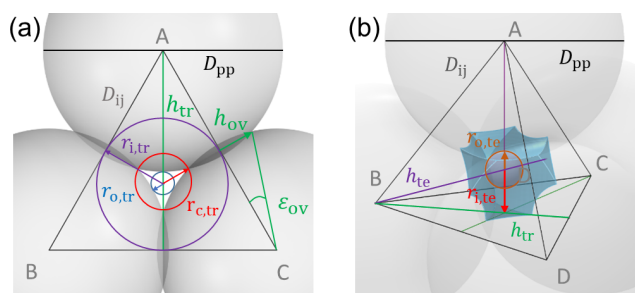 (a)
A
D_pp
D_ij
h_tr
h_ov
r_i,tr
r_o,tr
r_c,tr
ε_ov
B
C
(b)
A
D_ij
D_pp
r_o,te
h_te
C
B
r_i,te
h_tr
D